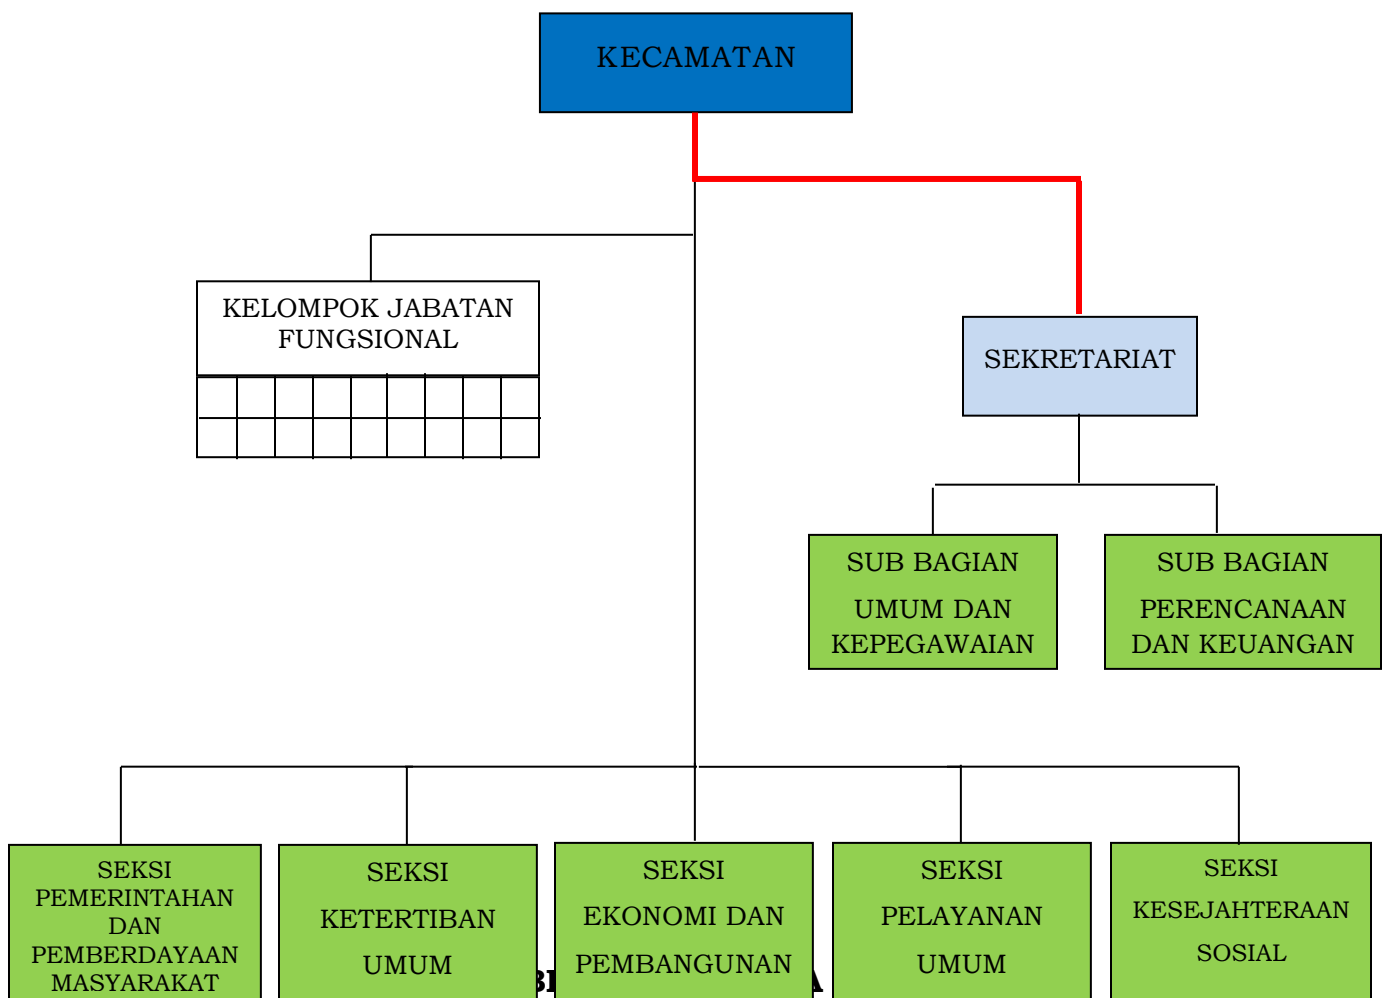 KECAMATAN
KELOMPOK JABATAN
FUNGSIONAL
SEKRETARIAT
SUB BAGIAN
UMUM DAN
KEPEGAWAIAN
SUB BAGIAN
PERENCANAAN
DAN KEUANGAN
SEKSI
PEMERINTAHAN
DAN
PEMBERDAYAAN
MASYARAKAT
SEKSI
KETERTIBAN
UMUM
SEKSI
EKONOMI DAN
PEMBANGUNAN
SEKSI
PELAYANAN
UMUM
SEKSI
KESEJAHTERAAN
SOSIAL